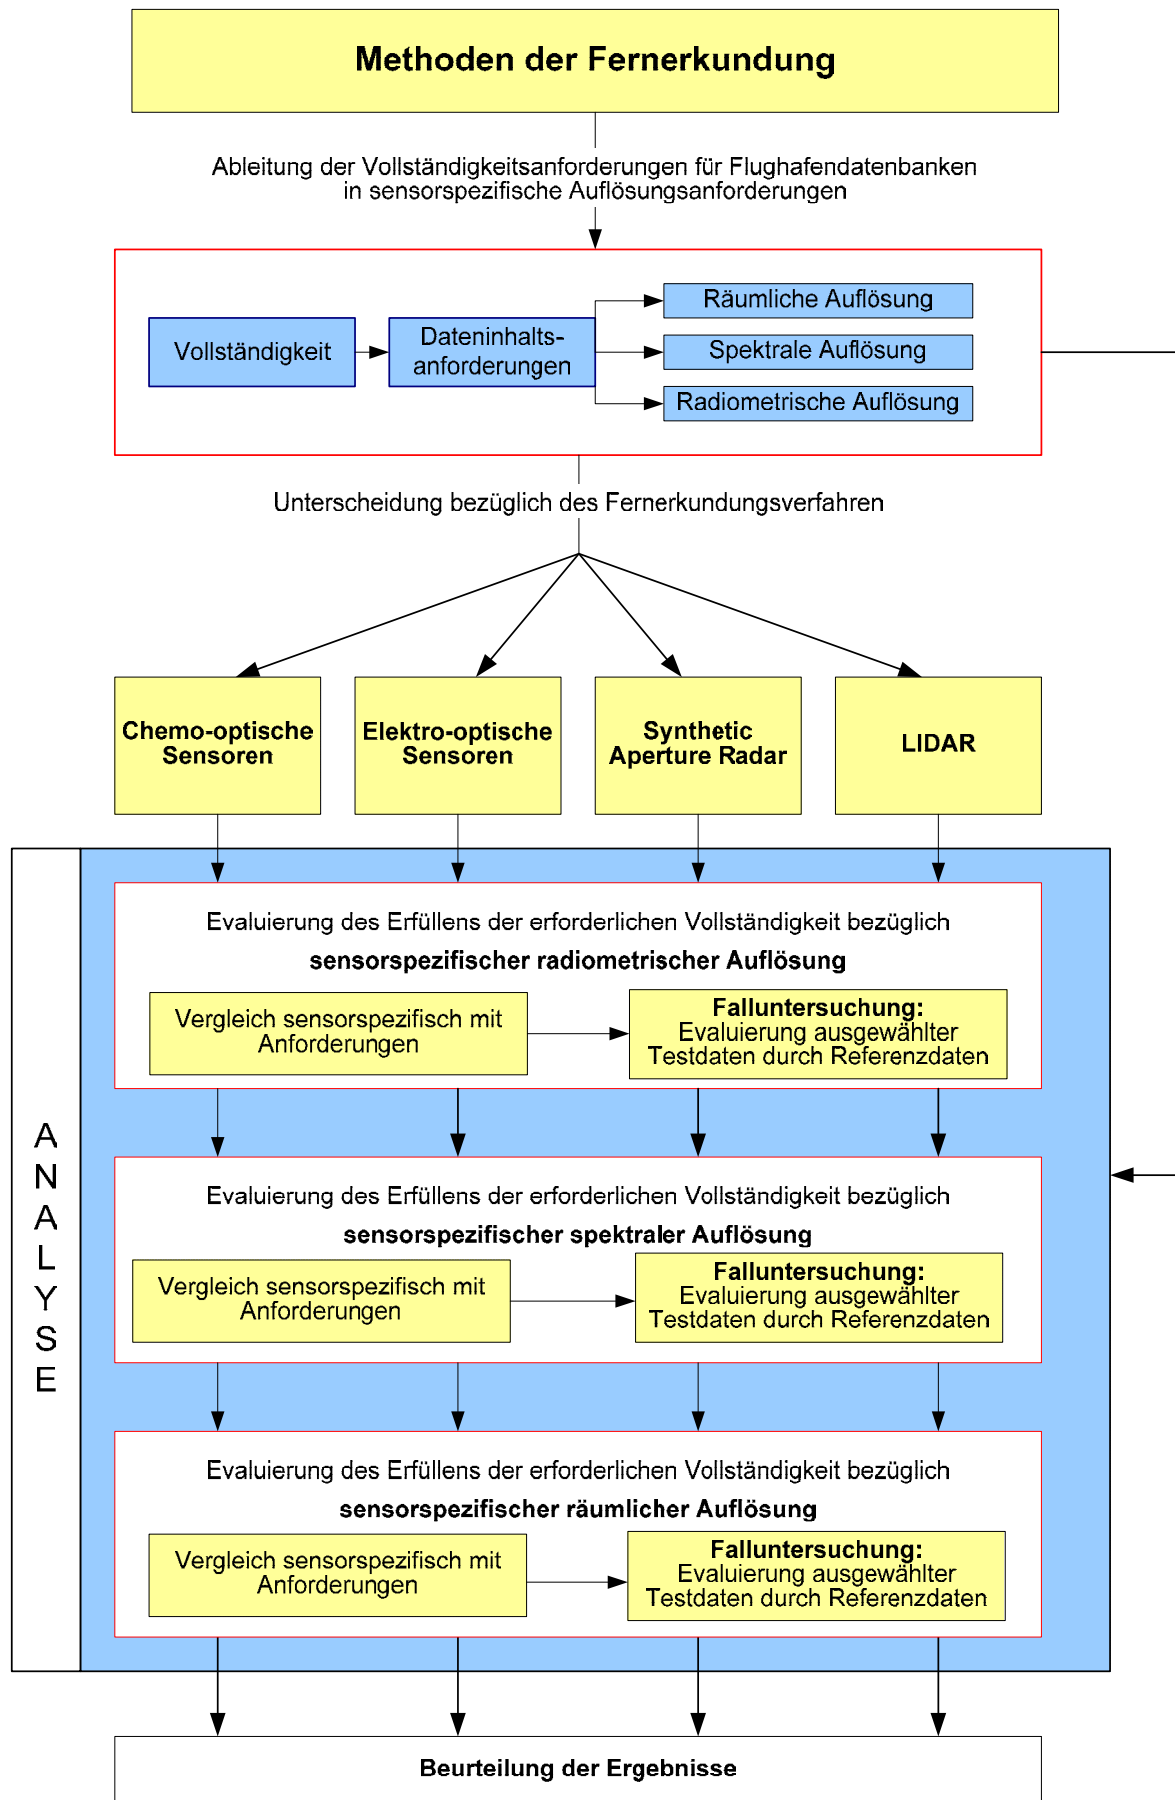 Methoden der Fernerkundung
Ableitung der Vollständigkeitsanforderungen für Flughafendatenbanken
in sensorspezifische Auflösungsanforderungen
Vollständigkeit
Dateninhalts-
anforderungen
Räumliche Auflösung
Spektrale Auflösung
Radiometrische Auflösung
Unterscheidung bezüglich des Fernerkundungsverfahren
Chemo-optische
Sensoren
Elektro-optische
Sensoren
Synthetic
Aperture Radar
LIDAR
ANALYSE
Evaluierung des Erfüllens der erforderlichen Vollständigkeit bezüglich
sensorspezifischer radiometrischer Auflösung
Vergleich sensorspezifisch mit
Anforderungen
Falluntersuchung:
Evaluierung ausgewählter
Testdaten durch Referenzdaten
Evaluierung des Erfüllens der erforderlichen Vollständigkeit bezüglich
sensorspezifischer spektraler Auflösung
Vergleich sensorspezifisch mit
Anforderungen
Falluntersuchung:
Evaluierung ausgewählter
Testdaten durch Referenzdaten
Evaluierung des Erfüllens der erforderlichen Vollständigkeit bezüglich
sensorspezifischer räumlicher Auflösung
Vergleich sensorspezifisch mit
Anforderungen
Falluntersuchung:
Evaluierung ausgewählter
Testdaten durch Referenzdaten
Beurteilung der Ergebnisse